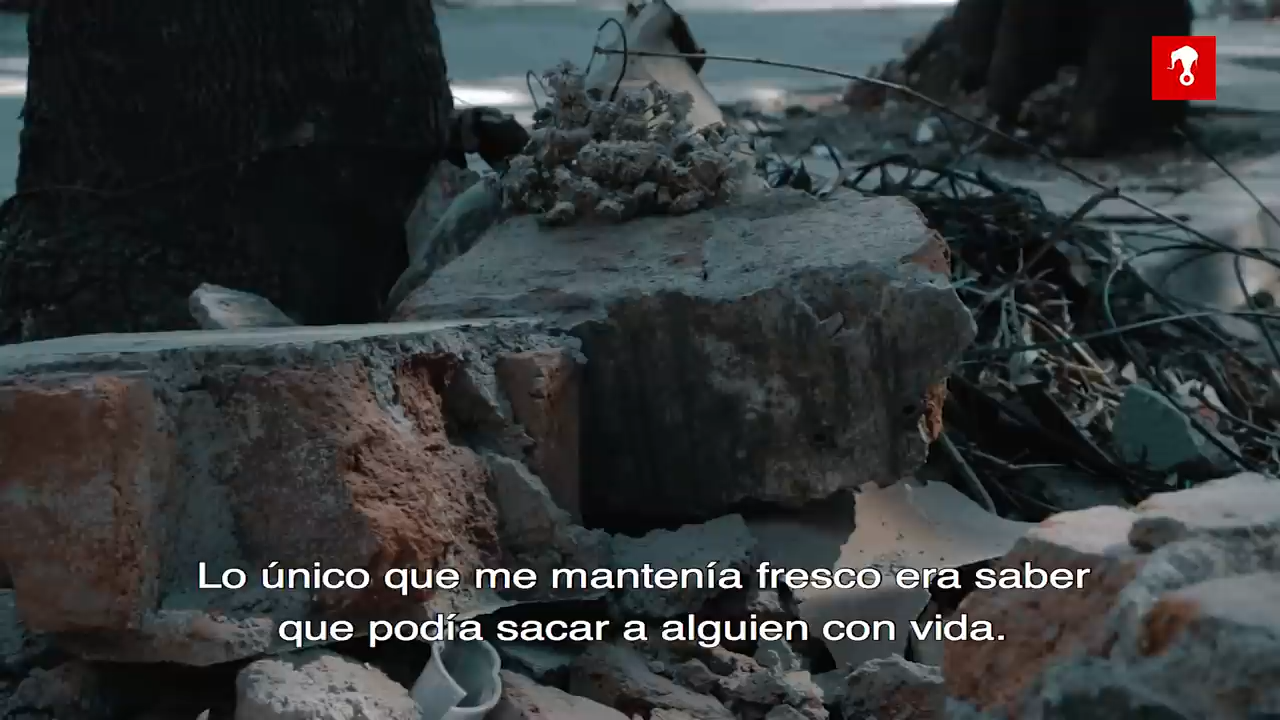 Lo único que me mantenía fresco era saber
que podía sacar a alguien con vida.